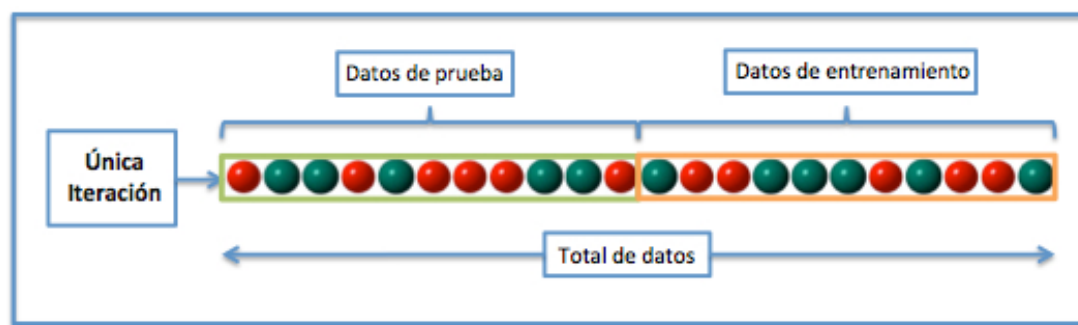 Datos de prueba
Datos de entrenamiento
Única
Iteración
Total de datos